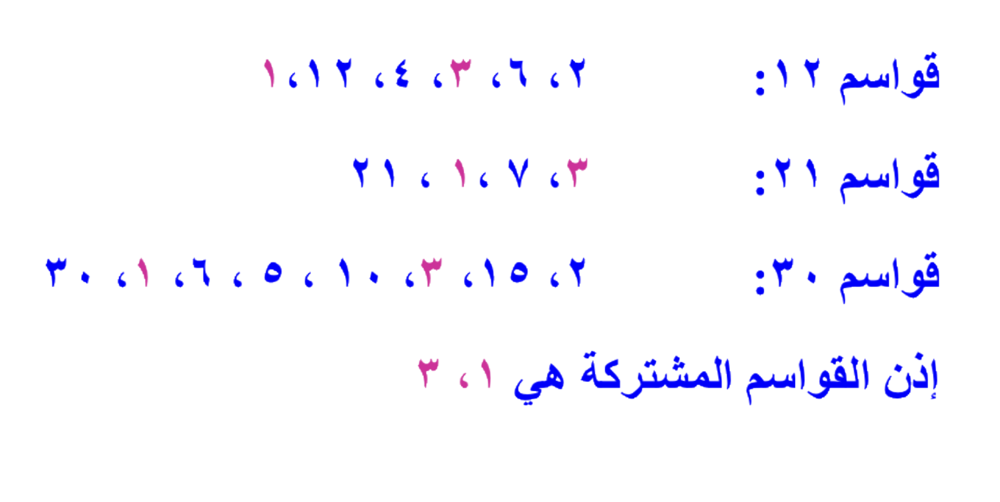 قواسم ١٢: ٢، ٦، ٣، ٤، ١٢، ١
قواسم ٢١: ٣، ٧، ١، ٢١
قواسم ٣٠: ٢، ١٥، ٣، ١٠، ٥، ٦، ١، ٣٠
إذن القواسم المشتركة هي ١، ٣